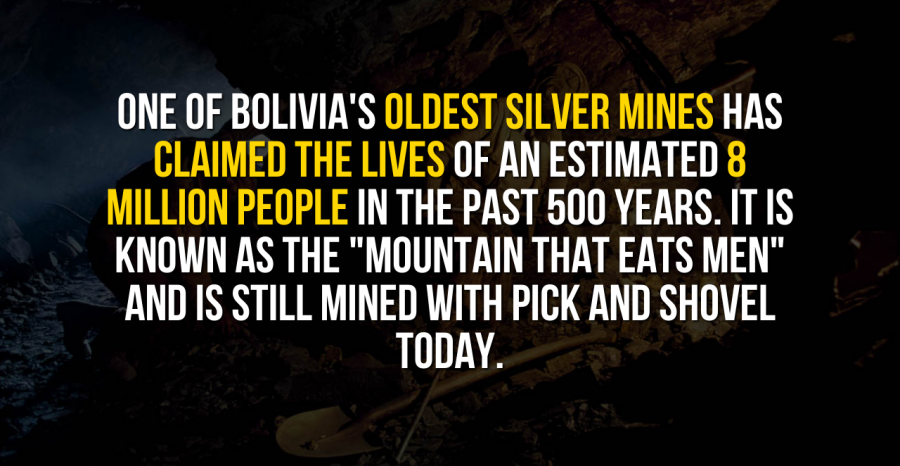 ONE OF BOLIVIA'S OLDEST SILVER MINES HAS
CLAIMED THE LIVES OF AN ESTIMATED 8
MILLION PEOPLE IN THE PAST 500 YEARS. IT IS
KNOWN AS THE "MOUNTAIN THAT EATS MEN"
AND IS STILL MINED WITH PICK AND SHOVEL
TODAY.